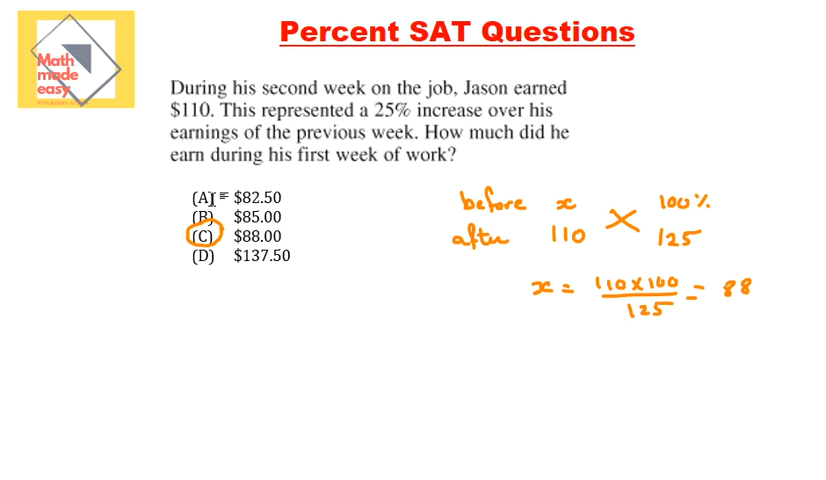 Percent SAT Questions
Math
made
easy
During his second week on the job, Jason earned
$110. This represented a 25% increase over his
earnings of the previous week. How much did he
earn during his first week of work?
(A) = $82.50
(B) $85.00
(C) $88.00
(D) $137.50
before x 100%
after 110 125
x = 110 X 100 = 88
125